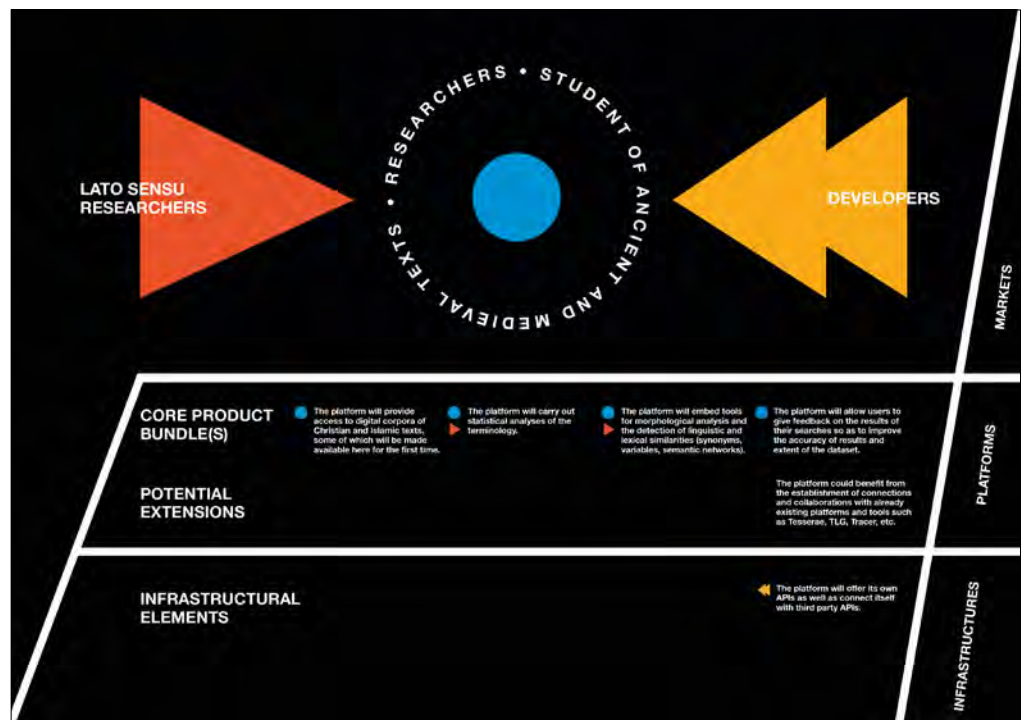 LATO SENSU
RESEARCHERS
RESEARCHERS • STUDENT OF ANCIENT AND MEDIEVAL TEXTS •
DEVELOPERS
MARKETS
CORE PRODUCT
BUNDLE(S)
The platform will provide
access to digital corpora of
Christian and Islamic texts,
some of which will be made
available here for the first time.
The platform will carry out
statistical analyses of the
terminology.
The platform will embed tools
for morphological analysis and
the detection of linguistic and
lexical similarities (synonyms,
variables, semantic networks).
The platform will allow users to
give feedback on the results of
their searches so as to improve
the accuracy of results and
extent of the dataset.
POTENTIAL
EXTENSIONS
The platform could benefit from
the establishment of connections
and collaborations with already
existing platforms and tools such
as Tesserae, TLG, Tracer, etc.
PLATFORMS
INFRASTRUCTURAL
ELEMENTS
The platform will offer its own
APIs as well as connect itself
with third party APIs.
INFRASTRUCTURES